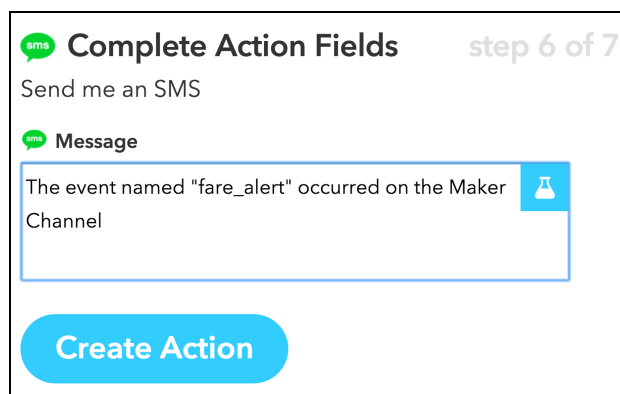 sms Complete Action Fields step 6 of 7
Send me an SMS
sms Message
The event named "fare_alert" occurred on the Maker
Channel
Create Action